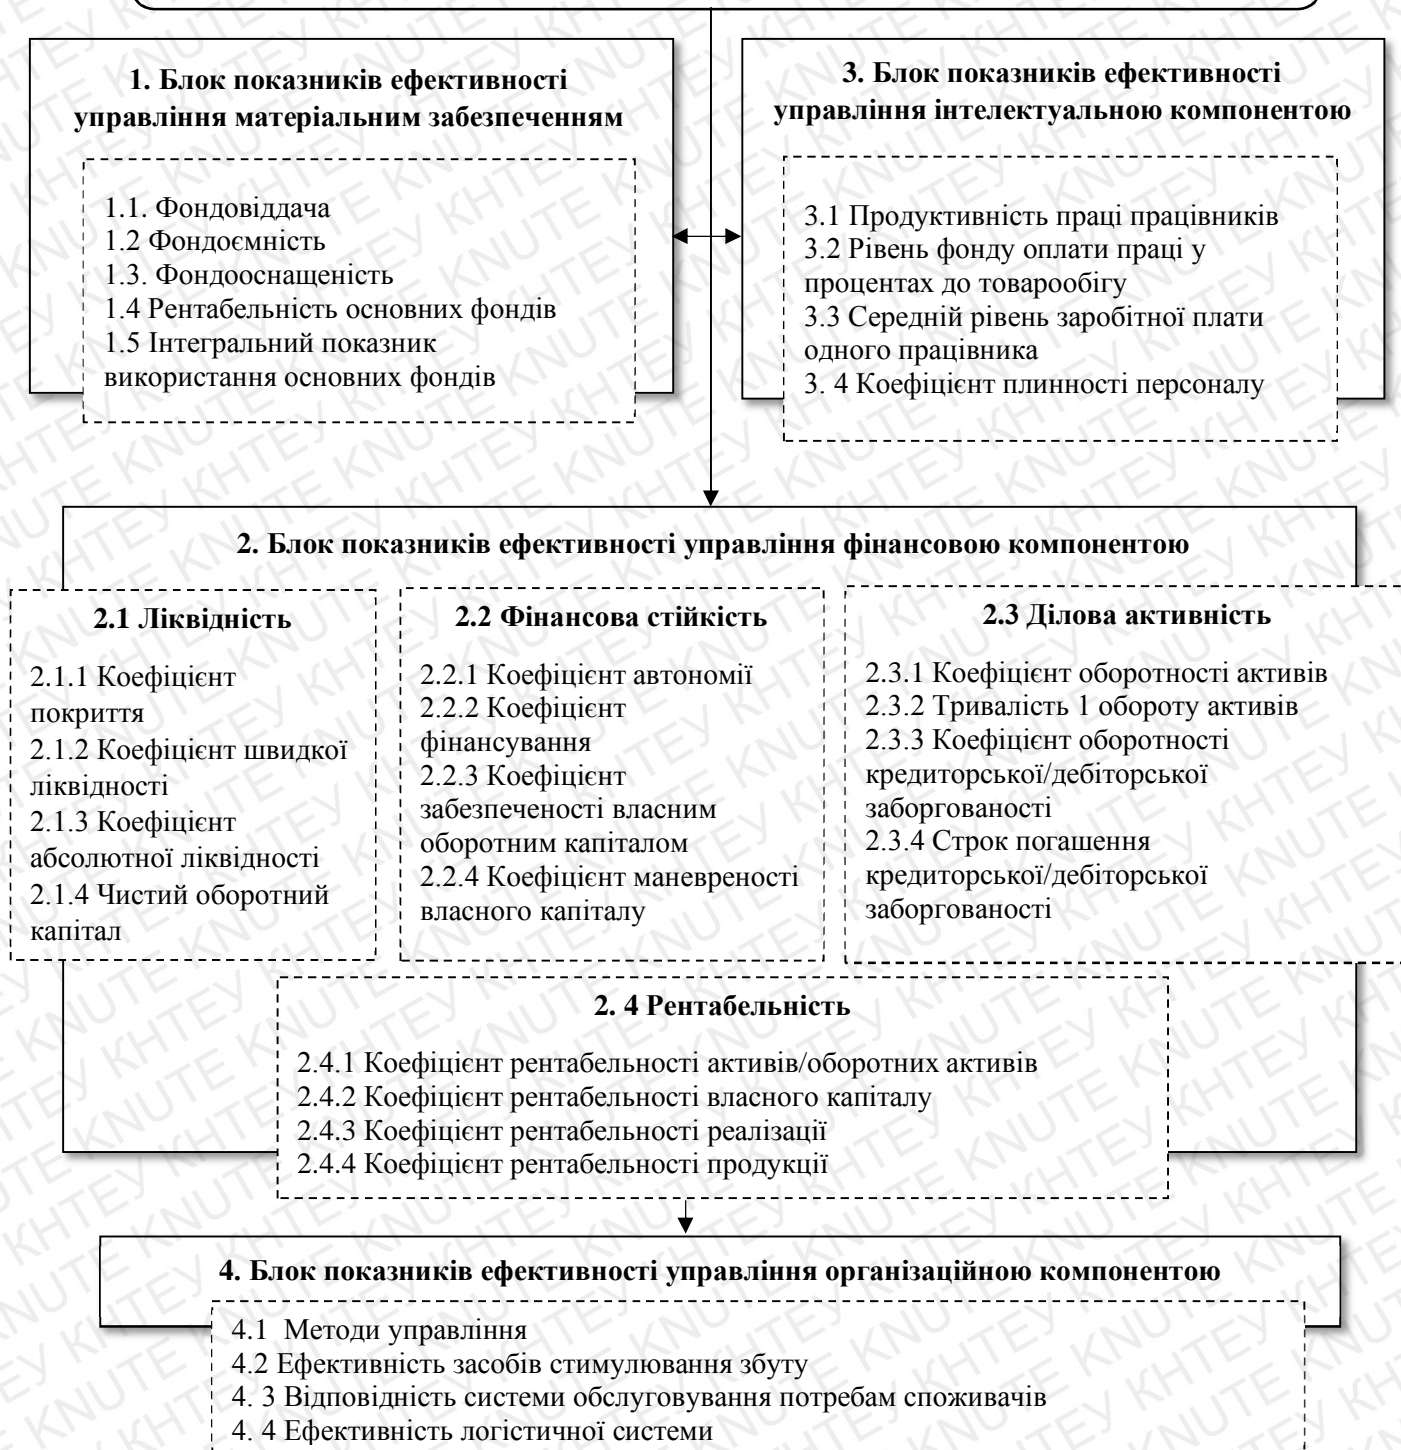 1. Блок показників ефективності
управління матеріальним забезпеченням
1.1. Фондовіддача
1.2 Фондоємність
1.3. Фондооснащеність
1.4 Рентабельність основних фондів
1.5 Інтегральний показник
використання основних фондів
3. Блок показників ефективності
управління інтелектуальною компонентою
3.1 Продуктивність праці працівників
3.2 Рівень фонду оплати праці у
процентах до товарообігу
3.3 Середній рівень заробітної плати
одного працівника
3. 4 Коефіцієнт плинності персоналу
2. Блок показників ефективності управління фінансовою компонентою
2.1 Ліквідність
2.1.1 Коефіцієнт
покриття
2.1.2 Коефіцієнт швидкої
ліквідності
2.1.3 Коефіцієнт
абсолютної ліквідності
2.1.4 Чистий оборотний
капітал
2.2 Фінансова стійкість
2.2.1 Коефіцієнт автономії
2.2.2 Коефіцієнт
фінансування
2.2.3 Коефіцієнт
забезпеченості власним
оборотним капіталом
2.2.4 Коефіцієнт маневреності
власного капіталу
2.3 Ділова активність
2.3.1 Коефіцієнт оборотності активів
2.3.2 Тривалість 1 обороту активів
2.3.3 Коефіцієнт оборотності
кредиторської/дебіторської
заборгованості
2.3.4 Строк погашення
кредиторської/дебіторської
заборгованості
2. 4 Рентабельність
2.4.1 Коефіцієнт рентабельності активів/оборотних активів
2.4.2 Коефіцієнт рентабельності власного капіталу
2.4.3 Коефіцієнт рентабельності реалізації
2.4.4 Коефіцієнт рентабельності продукції
4. Блок показників ефективності управління організаційною компонентою
4.1 Методи управління
4.2 Ефективність засобів стимулювання збуту
4. 3 Відповідність системи обслуговування потребам споживачів
4. 4 Ефективність логістичної системи